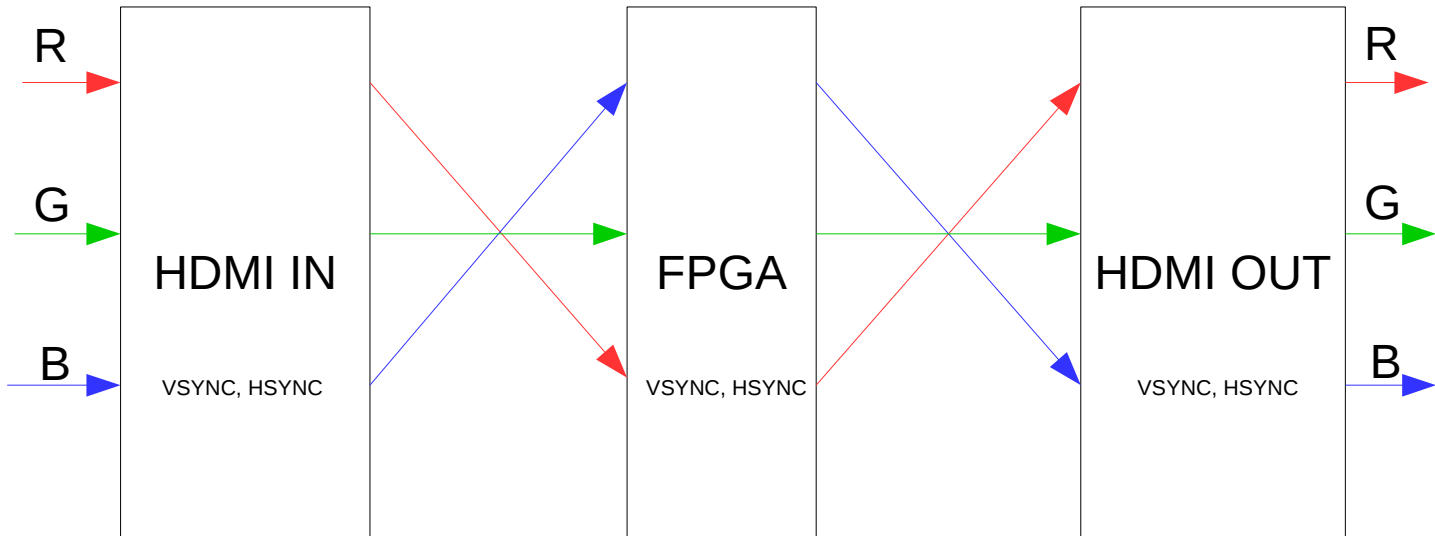 R
R
G
G
HDMI IN
FPGA
HDMI OUT
B
B
VSYNC, HSYNC
VSYNC, HSYNC
VSYNC, HSYNC